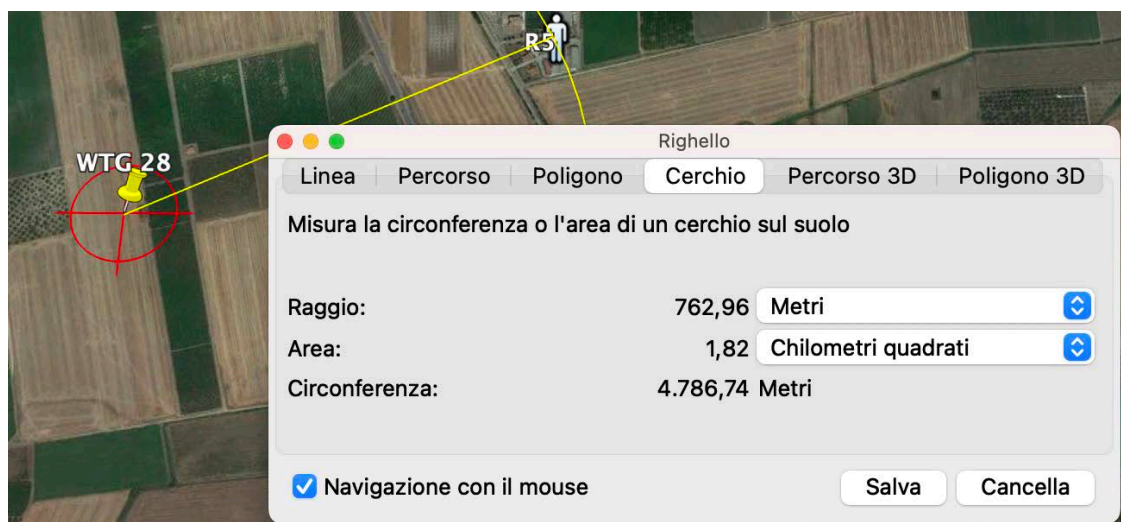 R5
WTG 28
Righello
Linea Percorso Poligono Cerchio Percorso 3D Poligono 3D
Misura la circonferenza o l'area di un cerchio sul suolo
Raggio: 762,96 Metri
Area: 1,82 Chilometri quadrati
Circonferenza: 4.786,74 Metri
Navigazione con il mouse Salva Cancella